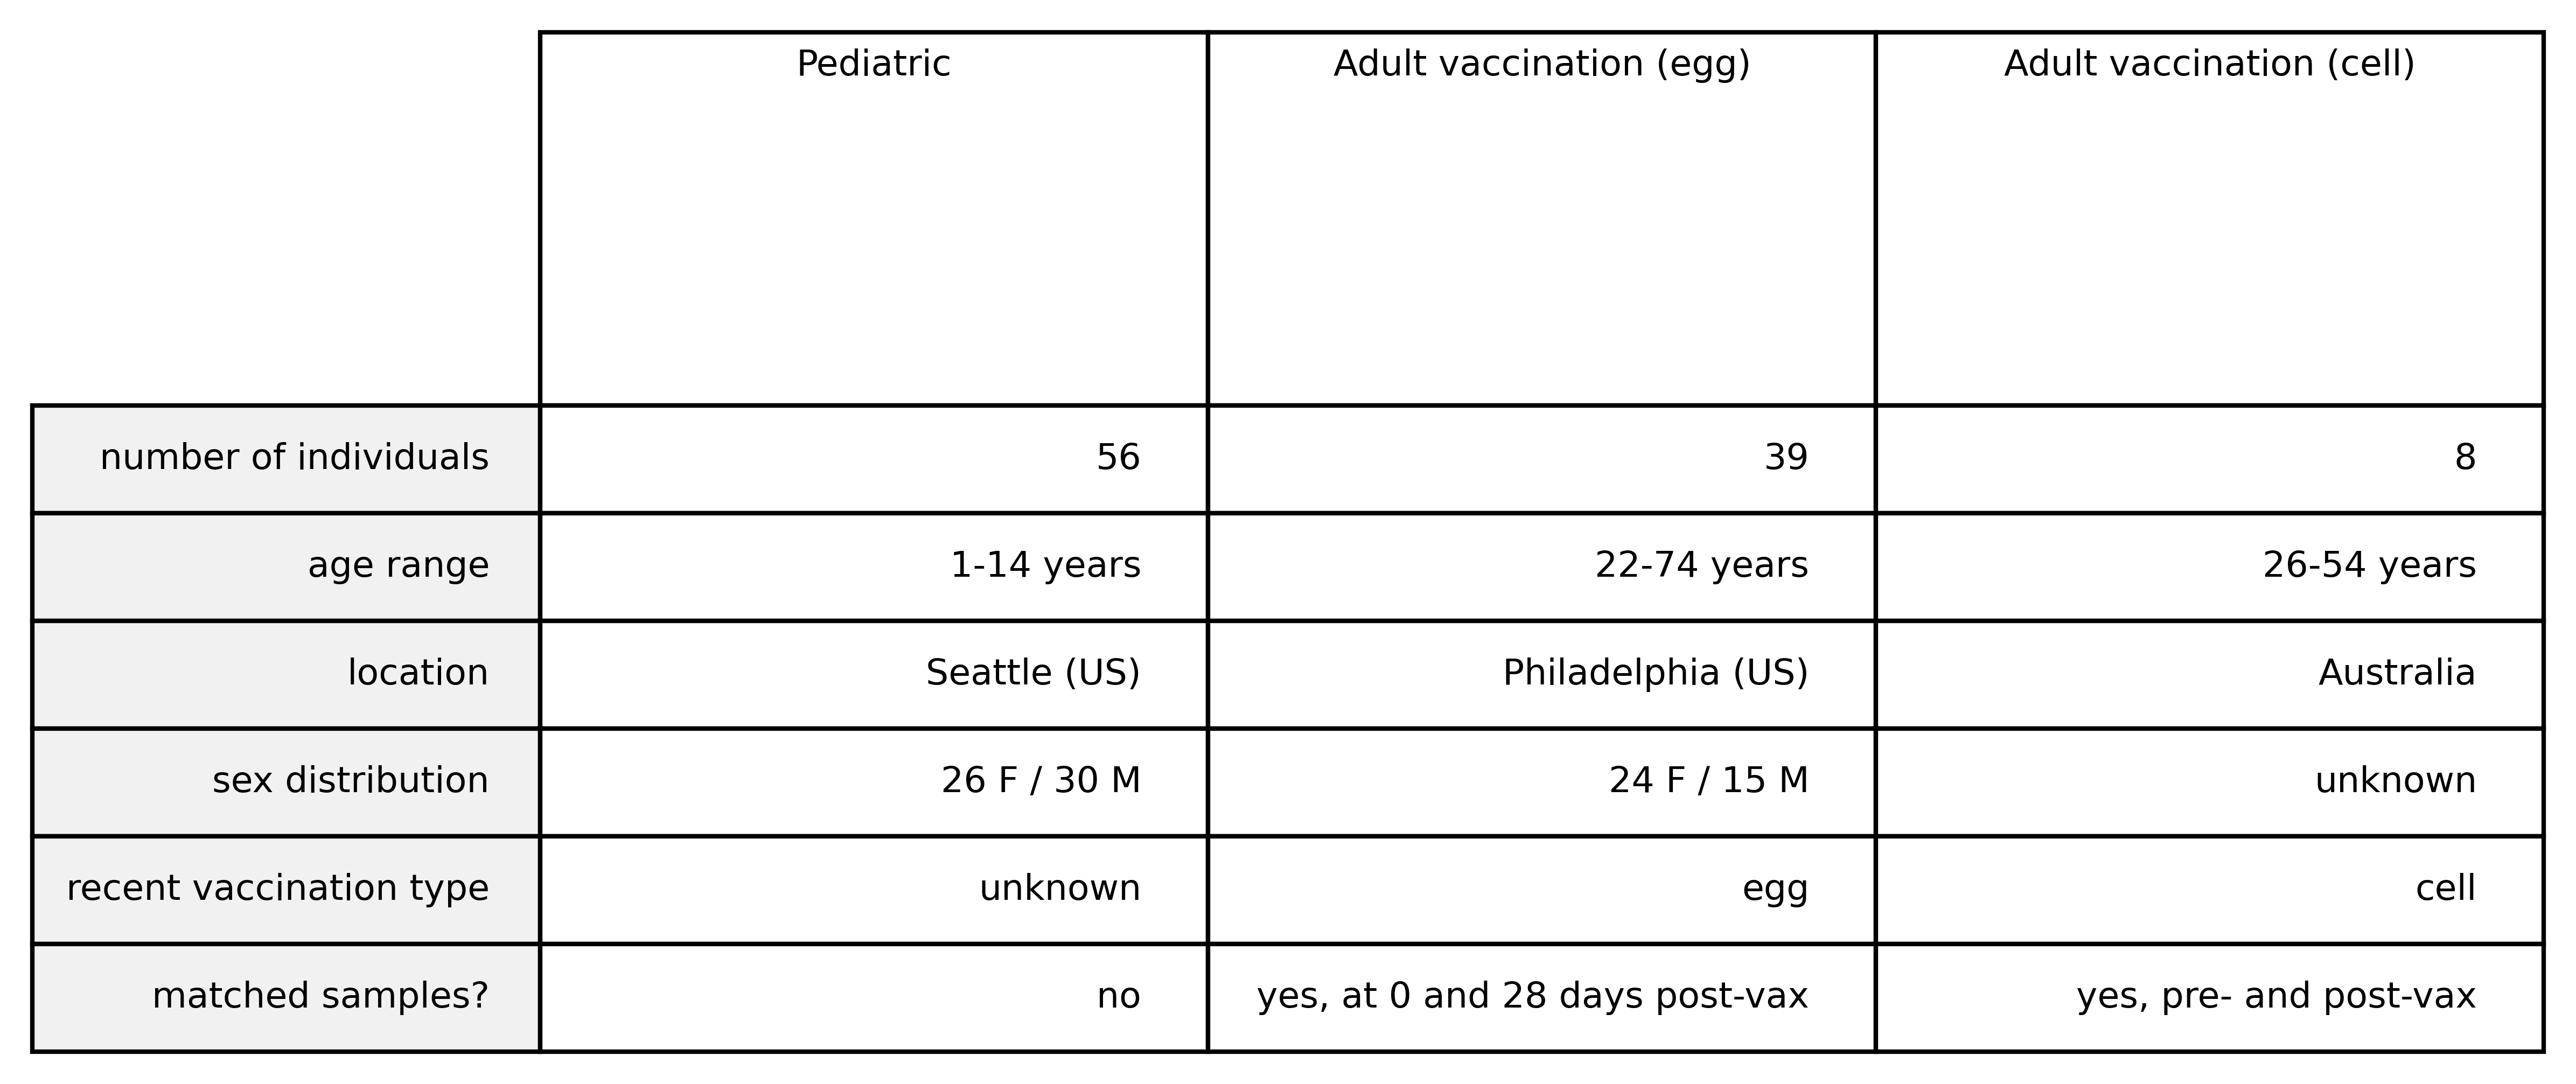 Pediatric Adult vaccination (egg) Adult vaccination (cell)
number of individuals 56 39 8
age range 1-14 years 22-74 years 26-54 years
location Seattle (US) Philadelphia (US) Australia
sex distribution 26 F / 30 M 24 F / 15 M unknown
recent vaccination type unknown egg cell
matched samples? no yes, at 0 and 28 days post-vax yes, pre- and post-vax